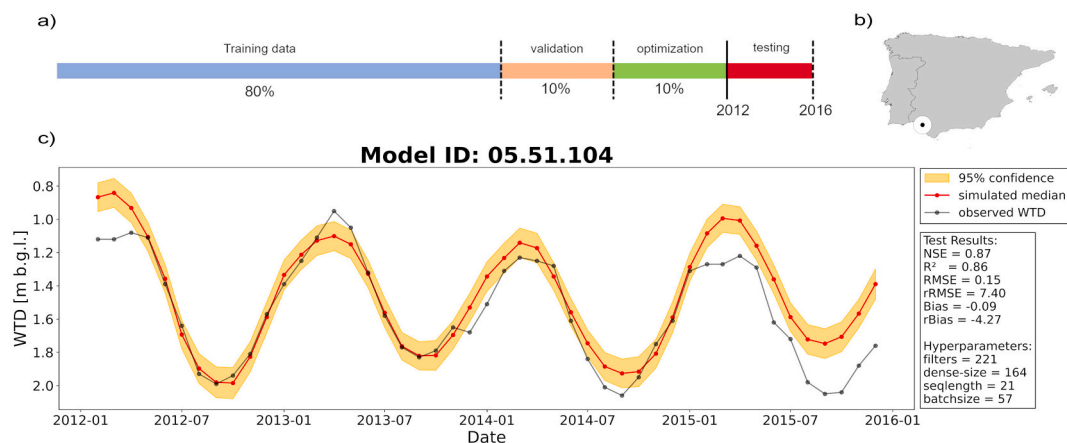 a)
Training data
validation
optimization
testing
80%
10%
10%
2012
2016
b)
c)
Model ID: 05.51.104
WTD [m b.g.l.]
0.8
1.0
1.2
1.4
1.6
1.8
2.0
2012-01
2012-07
2013-01
2013-07
2014-01
2014-07
2015-01
2015-07
2016-01
Date
95% confidence
simulated median
observed WTD
Test Results:
NSE = 0.87
R² = 0.86
RMSE = 0.15
rRMSE = 7.40
Bias = -0.09
rBias = -4.27
Hyperparameters:
filters = 221
dense-size = 164
seqlength = 21
batchsize = 57